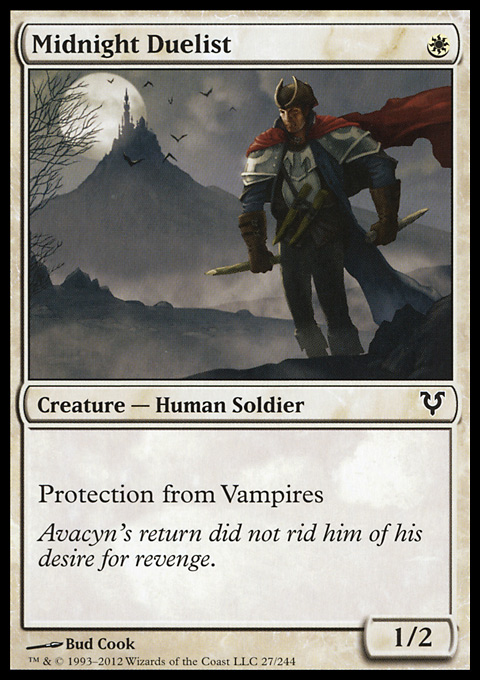 Midnight Duelist
Creature — Human Soldier
Protection from Vampires
Avacyn's return did not rid him of his
desire for revenge.
Bud Cook
1/2
™ & © 1993–2012 Wizards of the Coast LLC 27/244